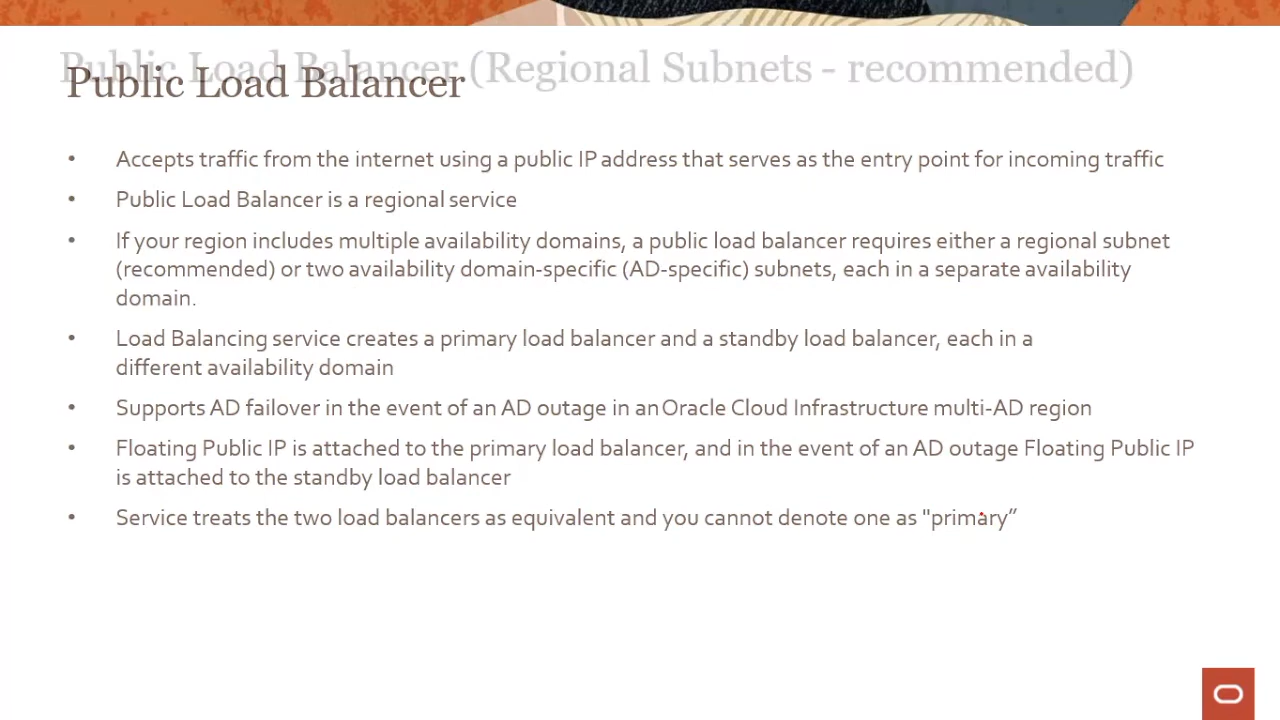 Public Load Balancer (Regional Subnets - recommended)
Public Load Balancer
• Accepts traffic from the internet using a public IP address that serves as the entry point for incoming traffic
• Public Load Balancer is a regional service
• If your region includes multiple availability domains, a public load balancer requires either a regional subnet
(recommended) or two availability domain-specific (AD-specific) subnets, each in a separate availability
domain.
• Load Balancing service creates a primary load balancer and a standby load balancer, each in a
different availability domain
• Supports AD failover in the event of an AD outage in an Oracle Cloud Infrastructure multi-AD region
• Floating Public IP is attached to the primary load balancer, and in the event of an AD outage Floating Public IP
is attached to the standby load balancer
• Service treats the two load balancers as equivalent and you cannot denote one as "primary”